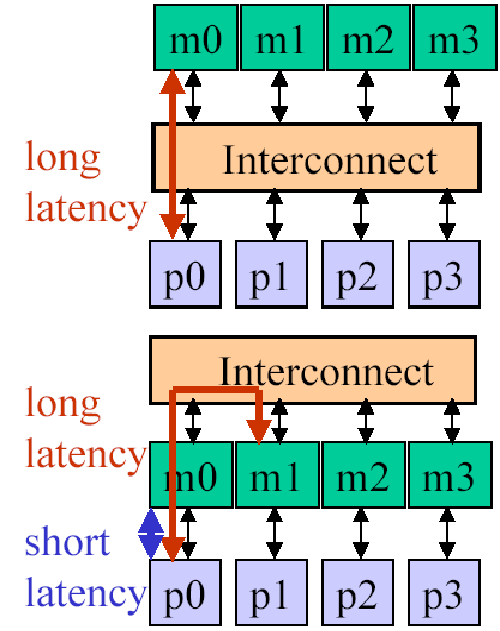 m0 m1 m2 m3
long
latency
Interconnect
p0 p1 p2 p3
Interconnect
long
latency
m0 m1 m2 m3
short
latency
p0 p1 p2 p3